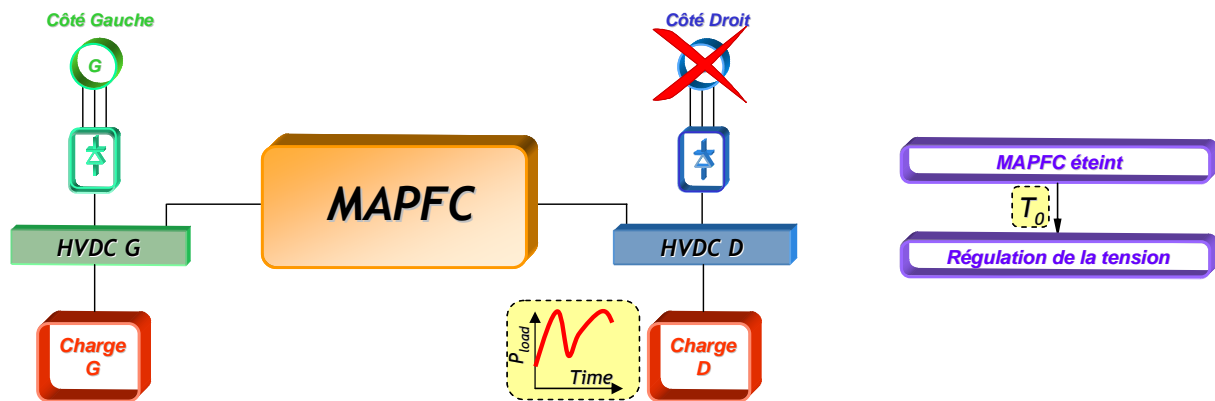 Côté Gauche
Côté Droit
G
MAPFC
MAPFC éteint
T0
HVDC G
HVDC D
Régulation de la tension
Charge
G
Pload
Time
Charge
D